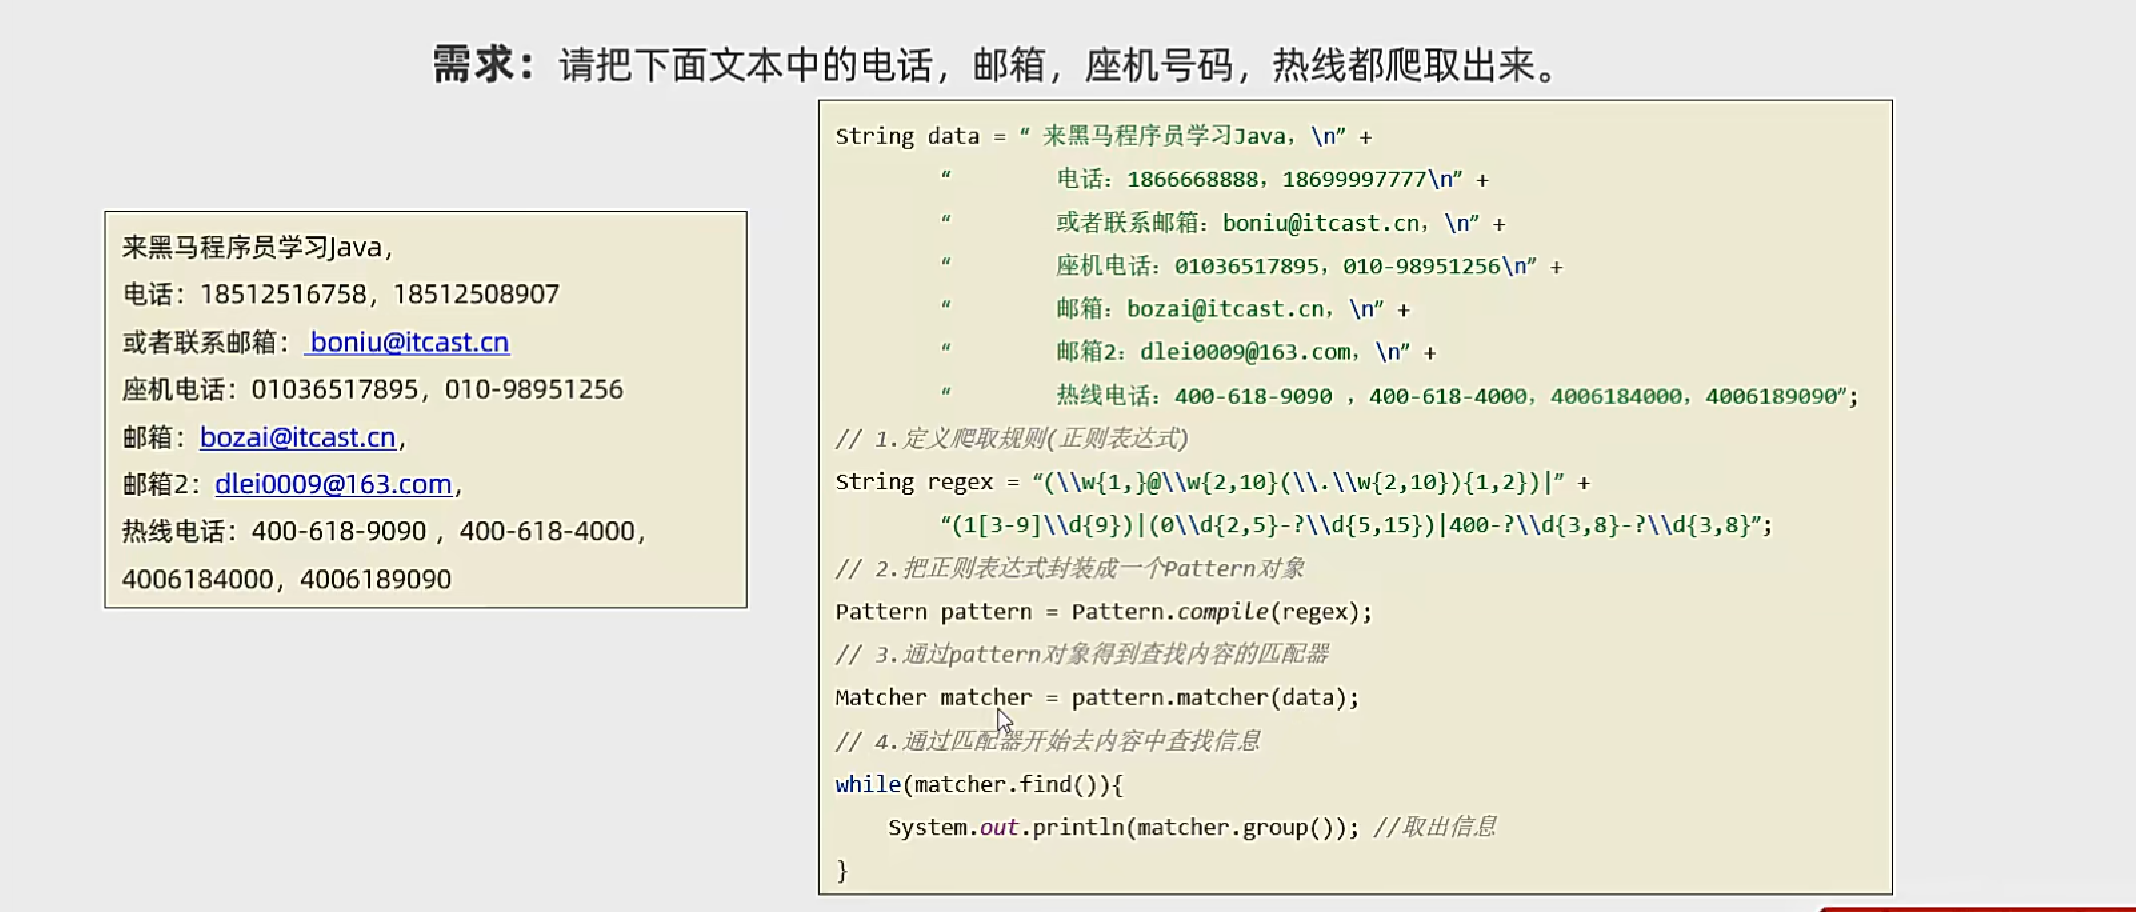 需求：请把下面文本中的电话，邮箱，座机号码，热线都爬取出来。
来黑马程序员学习Java，
电话：18512516758，18512508907
或者联系邮箱： boniu@itcast.cn
座机电话：01036517895，010-98951256
邮箱：bozai@itcast.cn，
邮箱2：dlei0009@163.com，
热线电话：400-618-9090 ，400-618-4000，
4006184000，4006189090
String data = “ 来黑马程序员学习Java，\n” +
“ 电话：1866668888，18699997777\n” +
“ 或者联系邮箱：boniu@itcast.cn，\n” +
“ 座机电话：01036517895，010-98951256\n” +
“ 邮箱：bozai@itcast.cn，\n” +
“ 邮箱2：dlei0009@163.com，\n” +
“ 热线电话：400-618-9090 ，400-618-4000，4006184000，4006189090”;
// 1.定义爬取规则(正则表达式)
String regex = “(\\w{1,}@\\w{2,10}(\\.\\w{2,10}){1,2})|” +
“(1[3-9]\\d{9})|(0\\d{2,5}-?\\d{5,15})|400-?\\d{3,8}-?\\d{3,8}”;
// 2.把正则表达式封装成一个Pattern对象
Pattern pattern = Pattern.compile(regex);
// 3.通过pattern对象得到查找内容的匹配器
Matcher matcher = pattern.matcher(data);
// 4.通过匹配器开始去内容中查找信息
while(matcher.find()){
System.out.println(matcher.group()); //取出信息
}